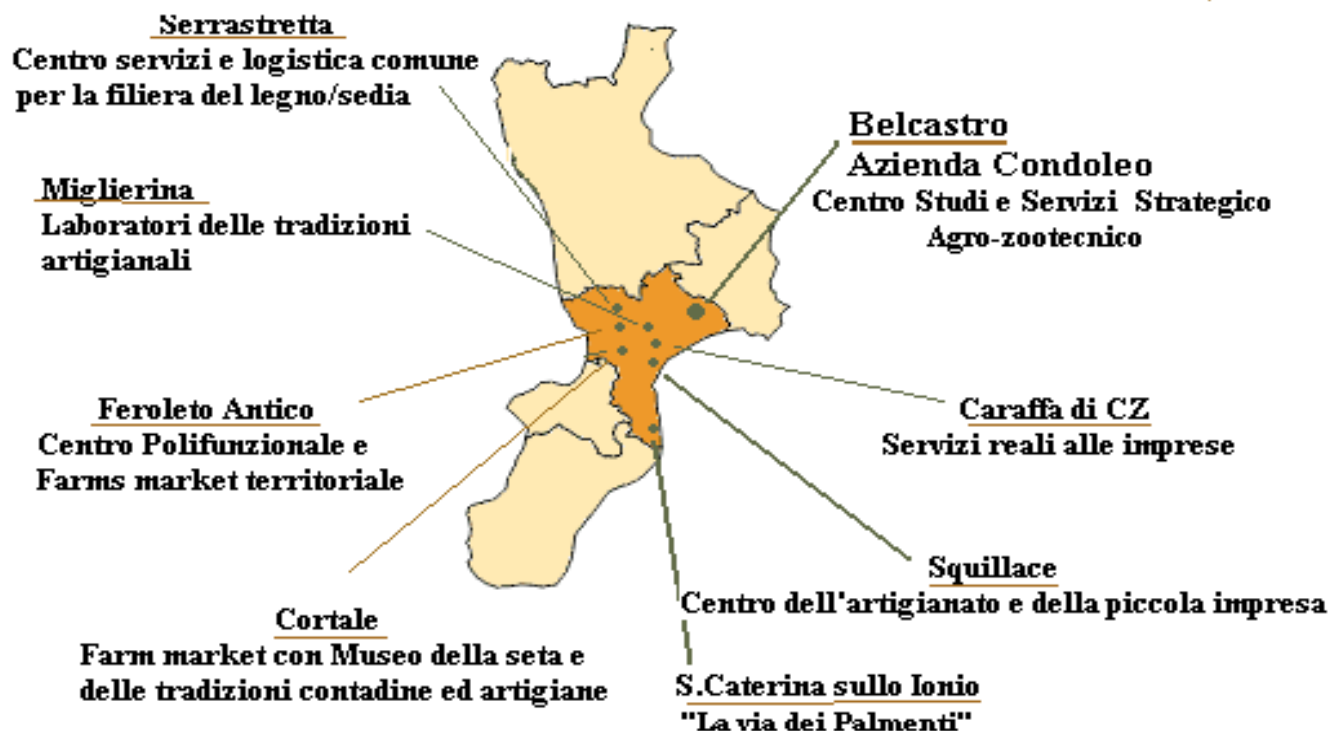 Serrastretta
Centro servizi e logistica comune
per la filiera del legno/sedia
Belcastro
Azienda Condoleo
Centro Studi e Servizi Strategico
Agro-zootecnico
Miglierina
Laboratori delle tradizioni
artigianali
Feroleto Antico
Centro Polifunzionale e
Farms market territoriale
Caraffa di CZ
Servizi reali alle imprese
Squillace
Centro dell'artigianato e della piccola impresa
Cortale
Farm market con Museo della seta e
delle tradizioni contadine ed artigiane
S.Caterina sullo Ionio
"La via dei Palmenti"